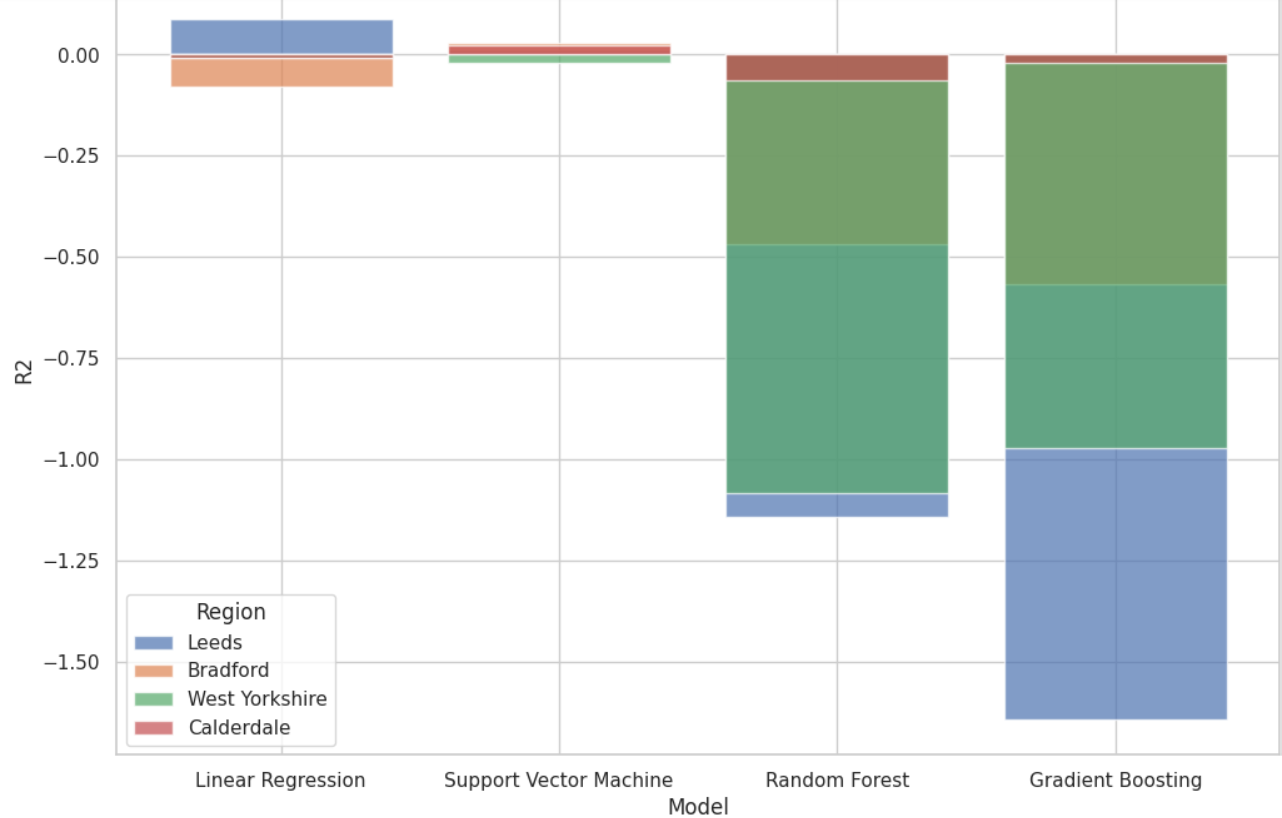 0.00
−0.25
−0.50
−0.75
−1.00
−1.25
−1.50
R2
Region
Leeds
Bradford
West Yorkshire
Calderdale
Linear Regression
Support Vector Machine
Random Forest
Gradient Boosting
Model